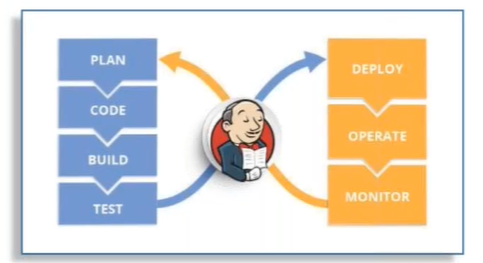 PLAN
CODE
BUILD
TEST
DEPLOY
OPERATE
MONITOR